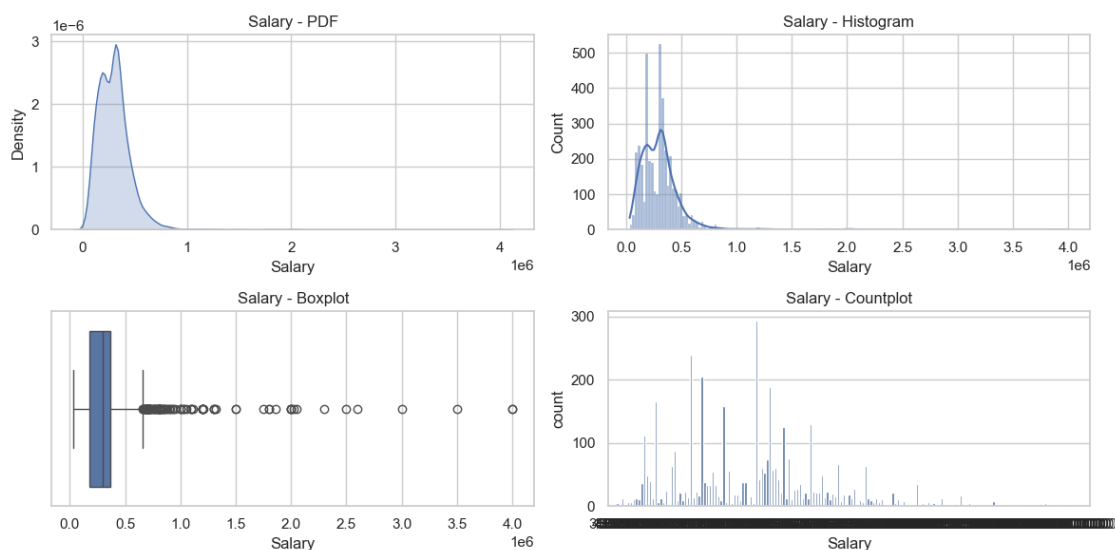 Salary - PDF
1e−6
3
2
1
0
Density
0 1 2 3 4
Salary
1e6
Salary - Histogram
500
400
300
200
100
0
Count
0.0 0.5 1.0 1.5 2.0 2.5 3.0 3.5 4.0
Salary
1e6
Salary - Boxplot
0.0 0.5 1.0 1.5 2.0 2.5 3.0 3.5 4.0
Salary
1e6
Salary - Countplot
300
200
100
0
count
Salary